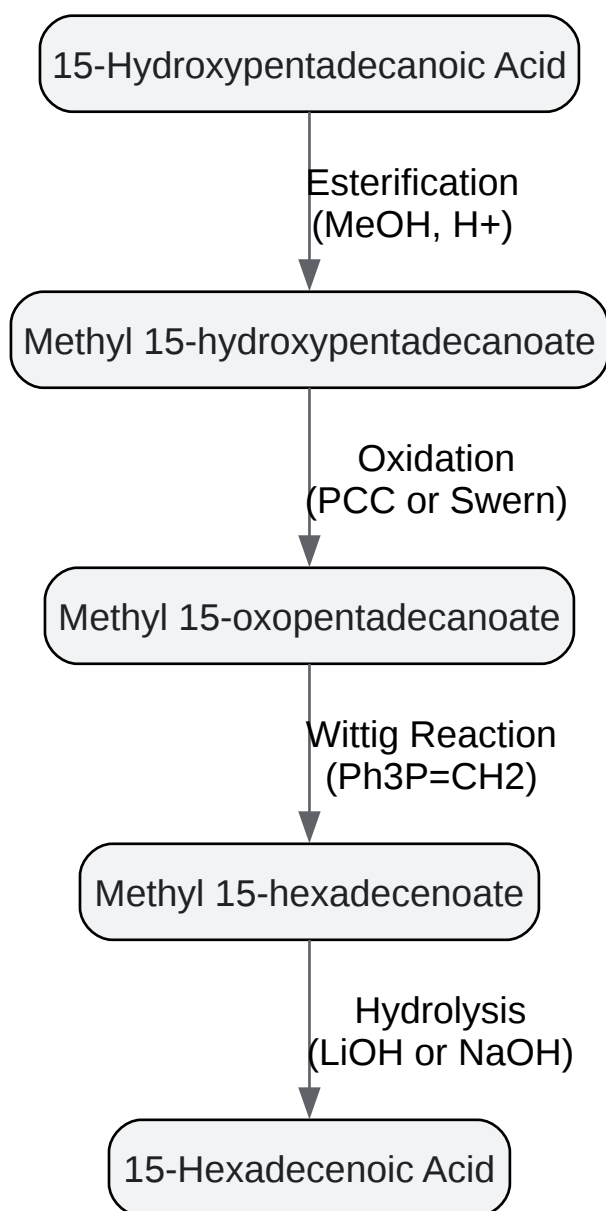 15-Hydroxypentadecanoic Acid
Esterification
(MeOH, H+)
Methyl 15-hydroxypentadecanoate
Oxidation
(PCC or Swern)
Methyl 15-oxopentadecanoate
Wittig Reaction
(Ph3P=CH2)
Methyl 15-hexadecenoate
Hydrolysis
(LiOH or NaOH)
15-Hexadecenoic Acid